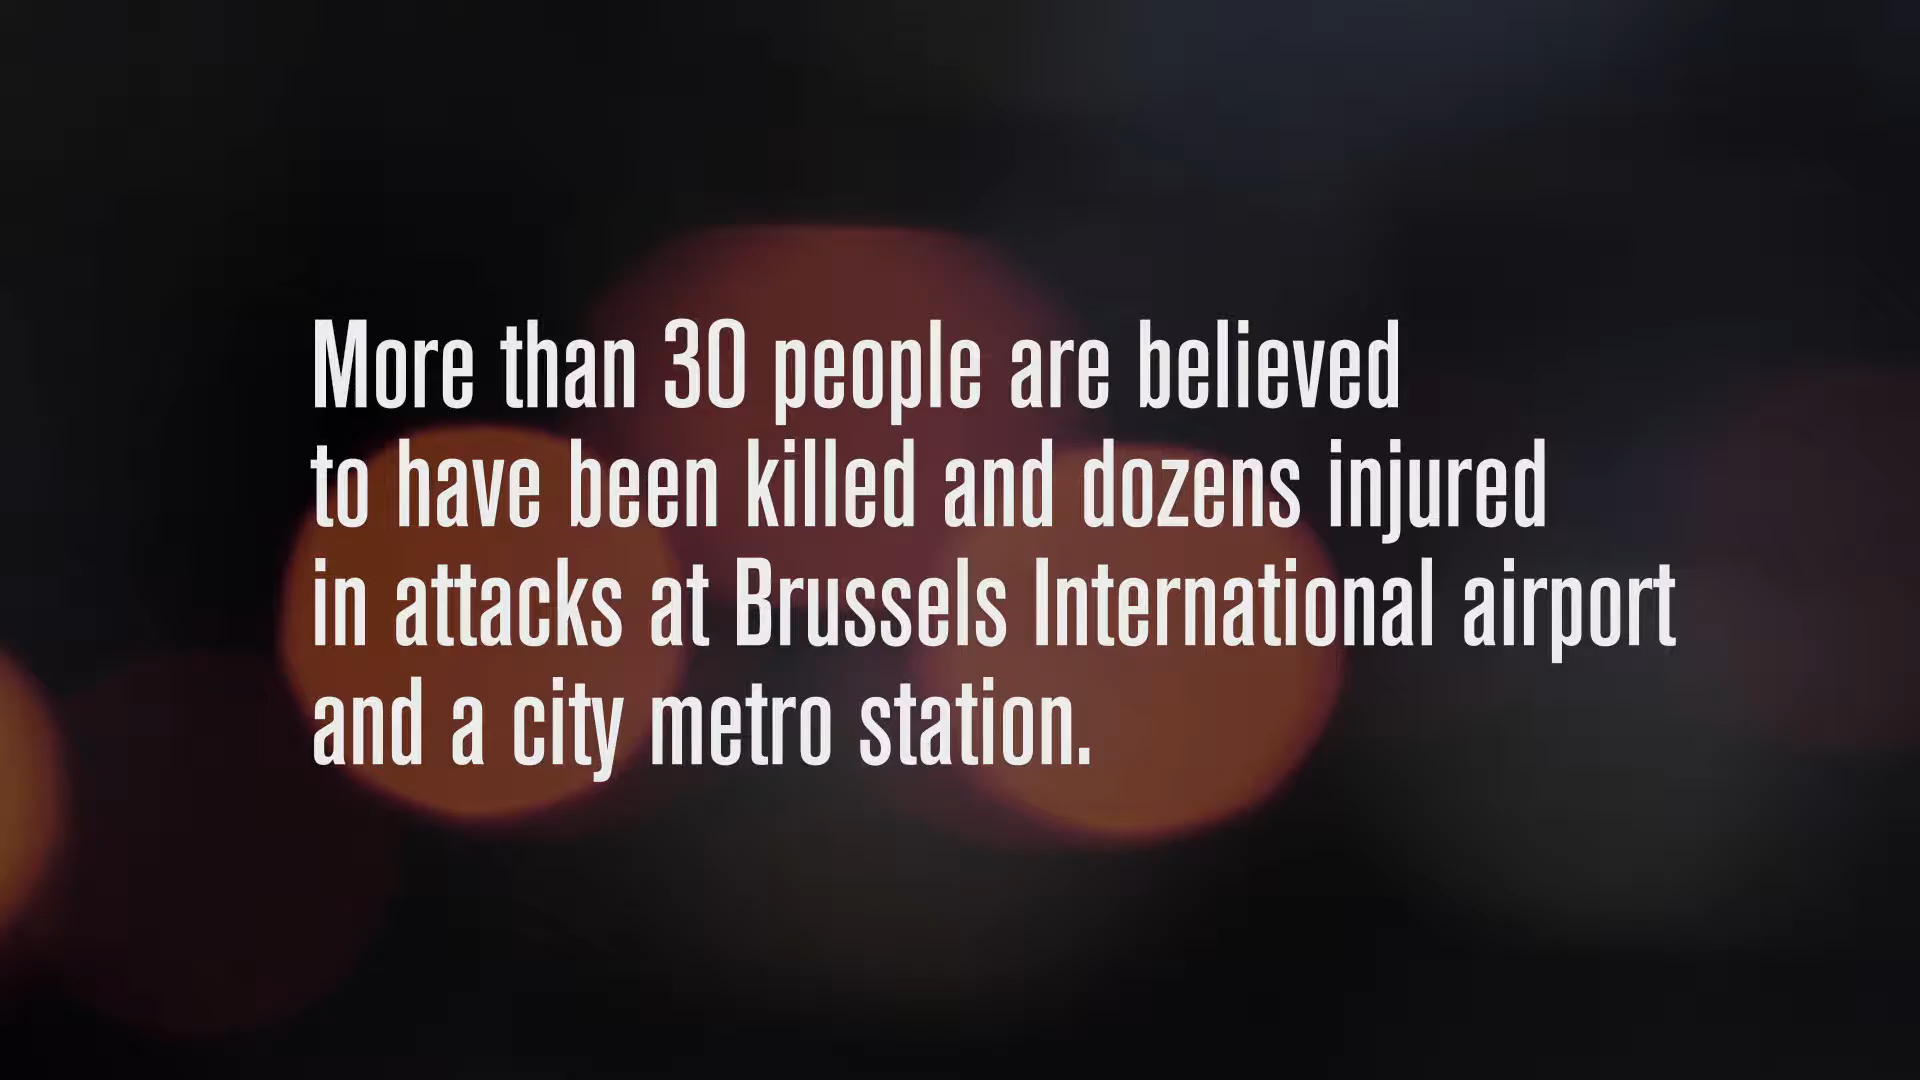 More than 30 people are believed
to have been killed and dozens injured
in attacks at Brussels International airport
and a city metro station.